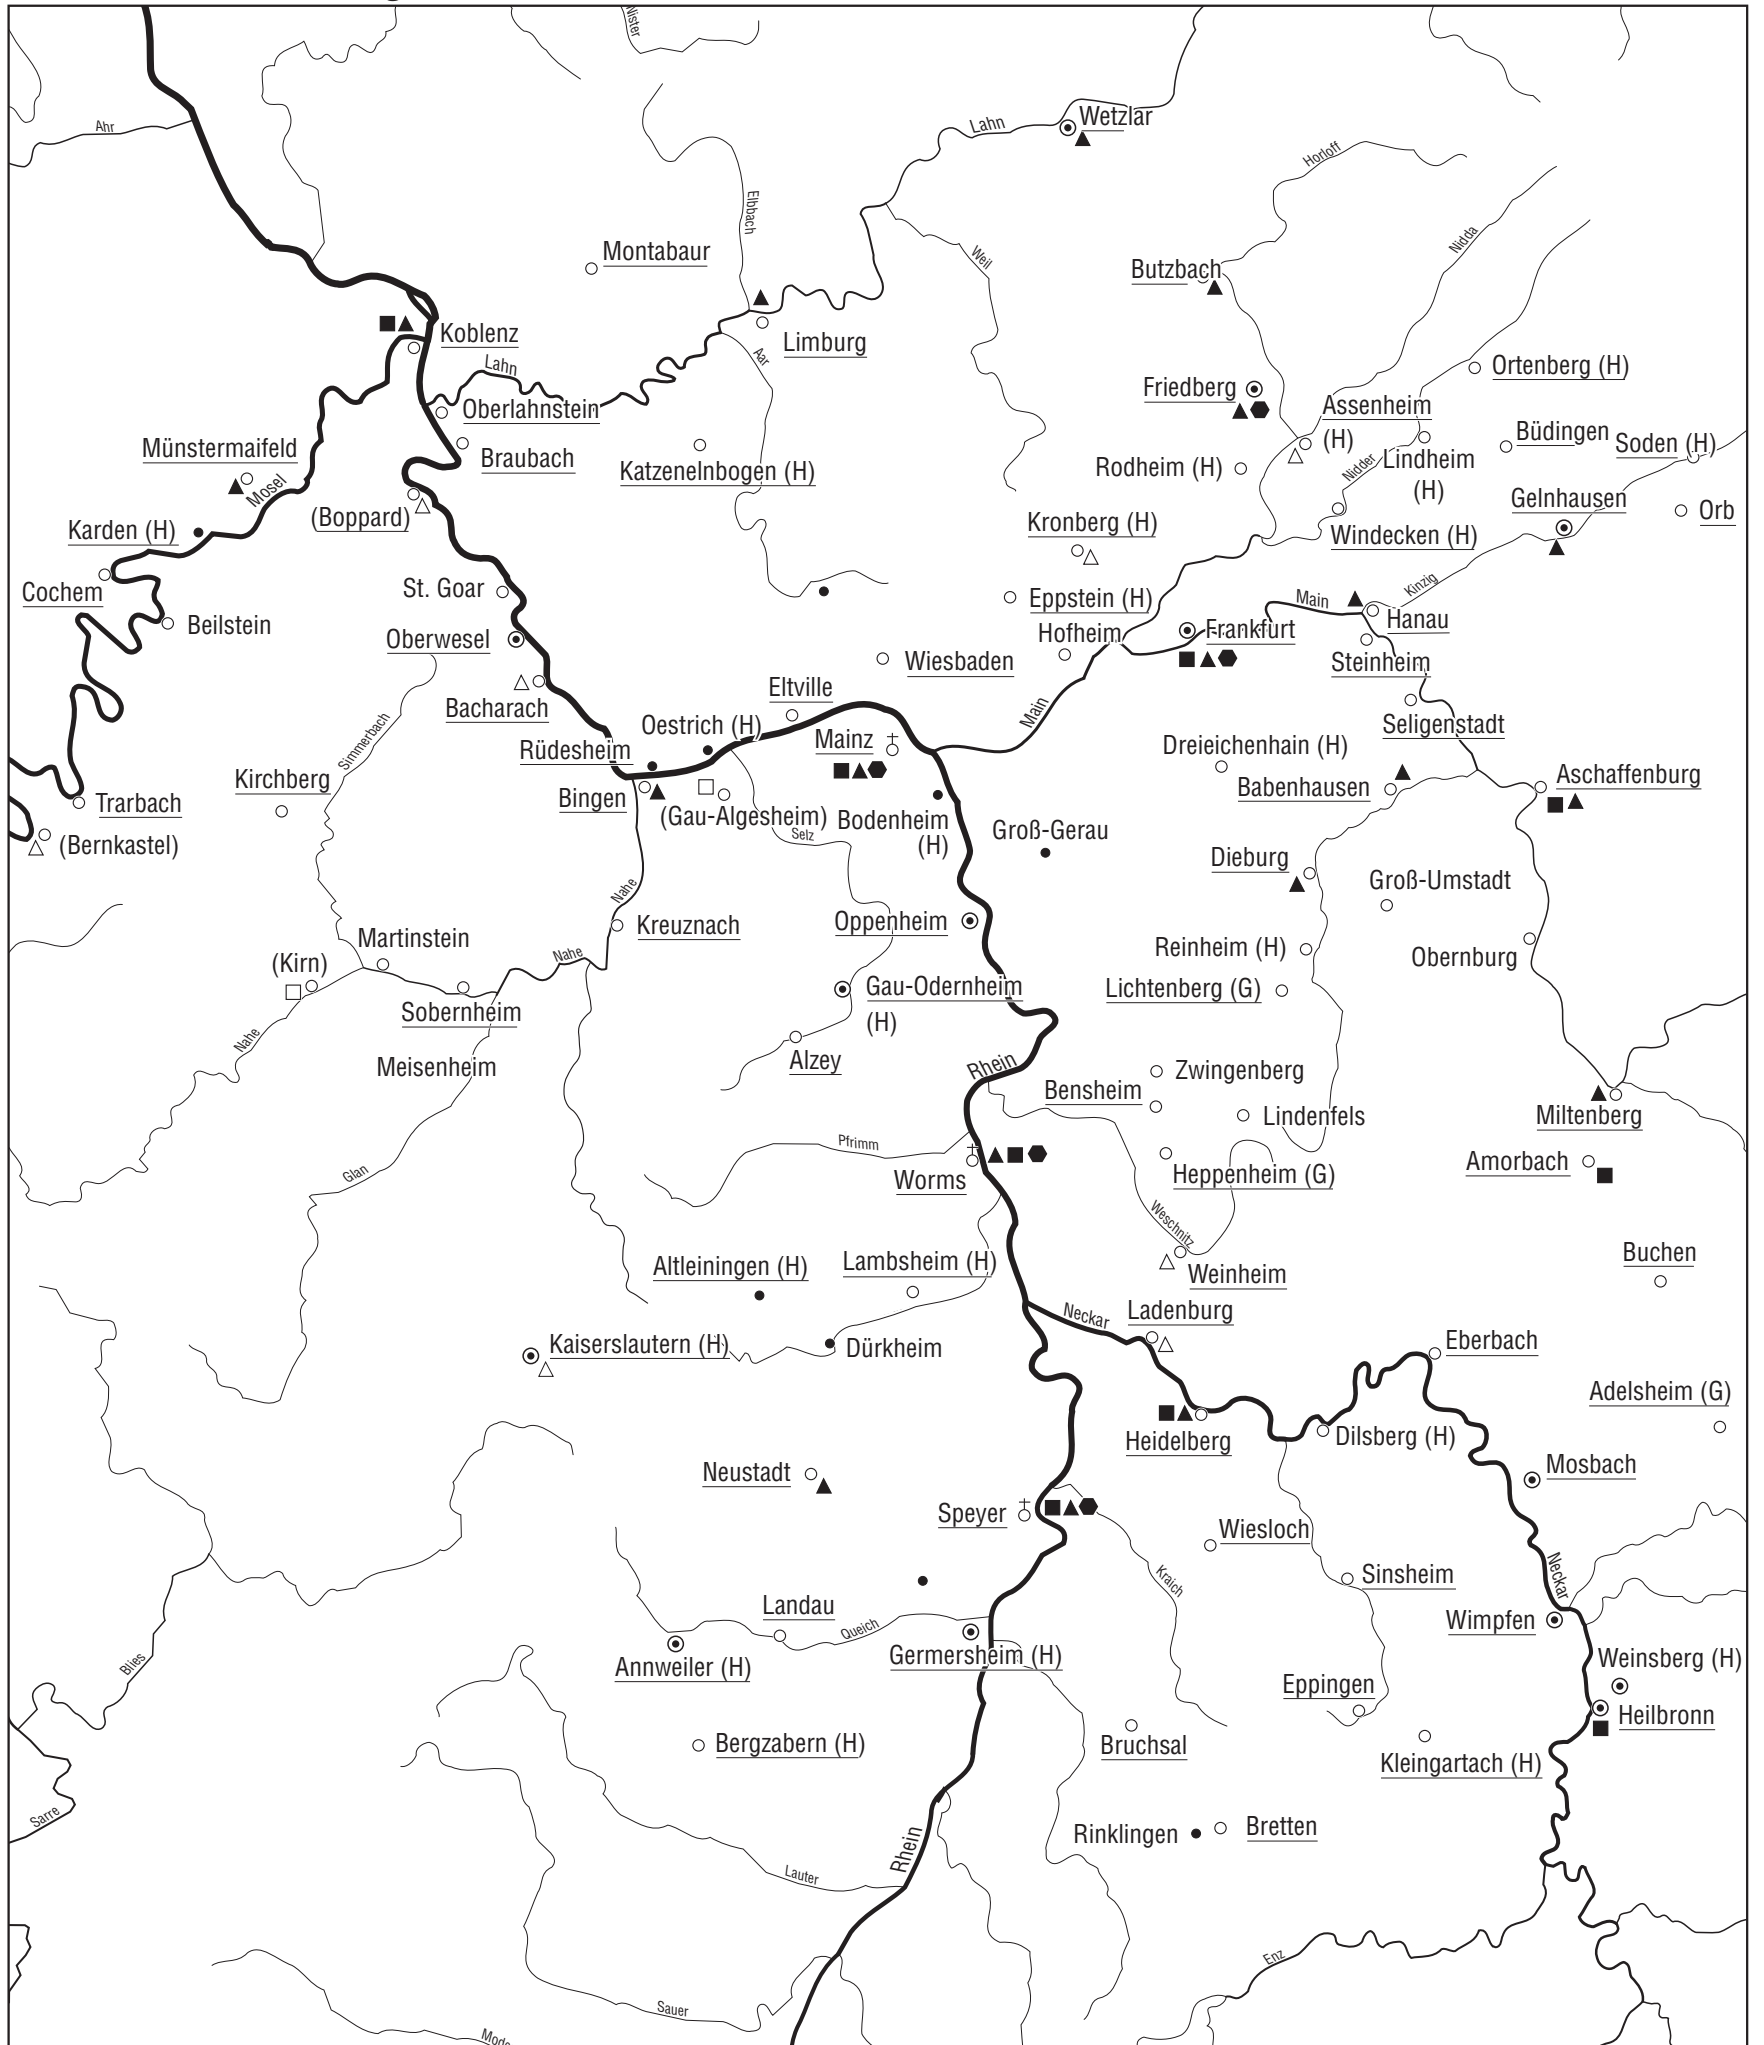 Nister
Ahr
Lahn
Wetzlar
Horloff
Elbbach
Montabaur
Weil
Nidda
Butzbach
Koblenz
Limburg
Aar
Lahn
Ortenberg (H)
Friedberg
Oberlahnstein
Assenheim
(H)
Büdingen
Soden (H)
Münstermaifeld
Braubach
Katzenelnbogen (H)
Rodheim (H)
Nidder
Lindheim
(H)
Mosel
Gelnhausen
Orb
(Boppard)
Kronberg (H)
Windecken (H)
Karden (H)
Cochem
St. Goar
Eppstein (H)
Main
Kinzig
Hanau
Beilstein
Oberwesel
Hofheim
Frankfurt
Wiesbaden
Steinheim
Eltville
Bacharach
Main
Seligenstadt
Simmerbach
Oestrich (H)
Rüdesheim
Mainz
Dreieichenhain (H)
Kirchberg
Aschaffenburg
Babenhausen
Trarbach
Bingen
(Gau-Algesheim)
Bodenheim
(H)
Groß-Gerau
Selz
(Bernkastel)
Dieburg
Groß-Umstadt
Nahe
Oppenheim
Kreuznach
Martinstein
Reinheim (H)
Obernburg
Nahe
(Kirn)
Gau-Odernheim
(H)
Lichtenberg (G)
Sobernheim
Nahe
Meisenheim
Alzey
Rhein
Zwingenberg
Bensheim
Lindenfels
Miltenberg
Pfrimm
Glan
Worms
Heppenheim (G)
Amorbach
Weschnitz
Altleiningen (H)
Lambsheim (H)
Weinheim
Buchen
Neckar
Ladenburg
Kaiserslautern (H)
Dürkheim
Eberbach
Adelsheim (G)
Heidelberg
Dilsberg (H)
Neustadt
Mosbach
Speyer
Wiesloch
Kraich
Sinsheim
Neckar
Landau
Queich
Wimpfen
Blies
Annweiler (H)
Germersheim (H)
Weinsberg (H)
Eppingen
Heilbronn
Bergzabern (H)
Bruchsal
Kleingartach (H)
Sarre
Rinklingen
Bretten
Rhein
Lauter
Enz
Sauer